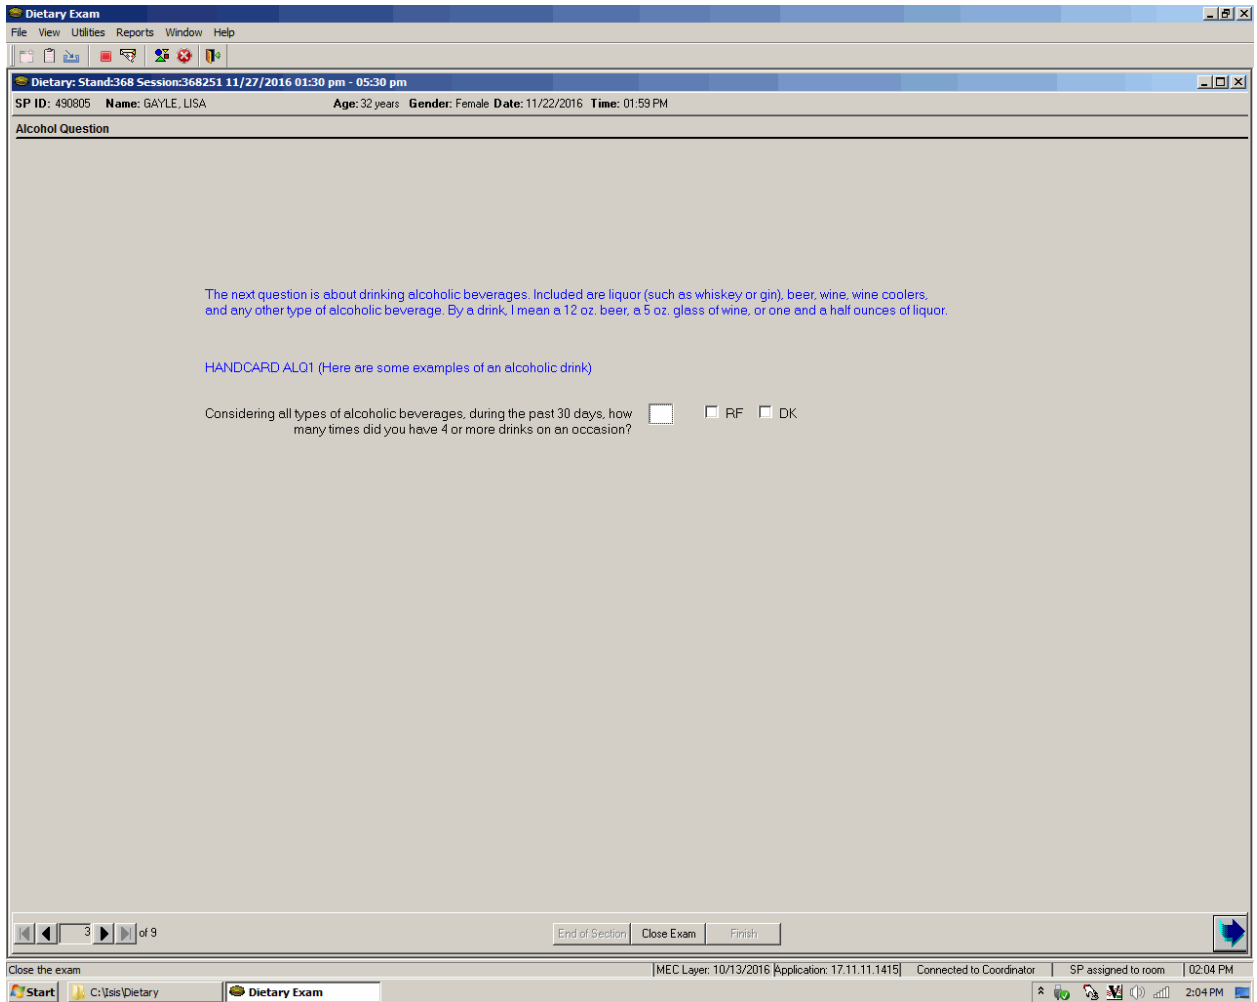 Dietary Exam
File View Utilities Reports Window Help
Dietary: Stand:368 Session:368251 11/27/2016 01:30 pm - 05:30 pm
SP ID: 490805 Name: GAYLE, LISA Age: 32 years Gender: Female Date: 11/22/2016 Time: 01:59 PM
Alcohol Question
The next question is about drinking alcoholic beverages. Included are liquor (such as whiskey or gin), beer, wine, wine coolers,
and any other type of alcoholic beverage. By a drink, I mean a 12 oz. beer, a 5 oz. glass of wine, or one and a half ounces of liquor.
HANDCARD ALQ1 (Here are some examples of an alcoholic drink)
Considering all types of alcoholic beverages, during the past 30 days, how RF DK
many times did you have 4 or more drinks on an occasion?
3 of 9 End of Section Close Exam Finish
Close the exam MEC Layer: 10/13/2016 Application: 17.11.11.1415 Connected to Coordinator SP assigned to room 02:04 PM
Start C:\Isis\Dietary Dietary Exam 2:04 PM